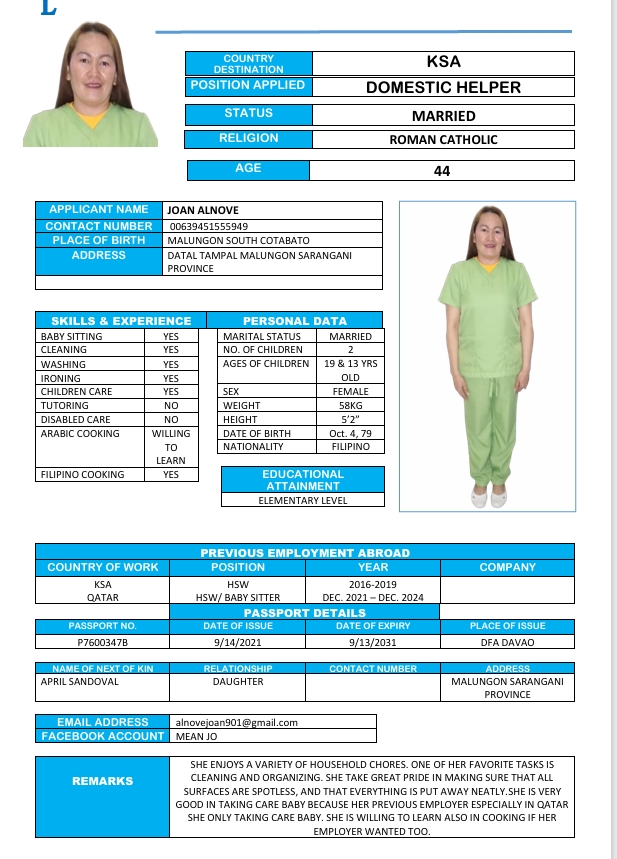 L
COUNTRY DESTINATION KSA
POSITION APPLIED DOMESTIC HELPER
STATUS MARRIED
RELIGION ROMAN CATHOLIC
AGE 44
APPLICANT NAME JOAN ALNOVE
CONTACT NUMBER 00639451555949
PLACE OF BIRTH MALUNGON SOUTH COTABATO
ADDRESS DATAL TAMPAL MALUNGON SARANGANI
PROVINCE
SKILLS & EXPERIENCE
BABY SITTING YES
CLEANING YES
WASHING YES
IRONING YES
CHILDREN CARE YES
TUTORING NO
DISABLED CARE NO
ARABIC COOKING WILLING
TO
LEARN
FILIPINO COOKING YES
PERSONAL DATA
MARITAL STATUS MARRIED
NO. OF CHILDREN 2
AGES OF CHILDREN 19 & 13 YRS
OLD
SEX FEMALE
WEIGHT 58KG
HEIGHT 5’2”
DATE OF BIRTH Oct. 4, 79
NATIONALITY FILIPINO
EDUCATIONAL
ATTAINMENT
ELEMENTARY LEVEL
PREVIOUS EMPLOYMENT ABROAD
COUNTRY OF WORK POSITION YEAR COMPANY
KSA HSW 2016-2019
QATAR HSW/ BABY SITTER DEC. 2021 – DEC. 2024
PASSPORT DETAILS
PASSPORT NO. DATE OF ISSUE DATE OF EXPIRY PLACE OF ISSUE
P7600347B 9/14/2021 9/13/2031 DFA DAVAO
NAME OF NEXT OF KIN RELATIONSHIP CONTACT NUMBER ADDRESS
APRIL SANDOVAL DAUGHTER MALUNGON SARANGANI
PROVINCE
EMAIL ADDRESS alnovejoan901@gmail.com
FACEBOOK ACCOUNT MEAN JO
REMARKS
SHE ENJOYS A VARIETY OF HOUSEHOLD CHORES. ONE OF HER FAVORITE TASKS IS
CLEANING AND ORGANIZING. SHE TAKE GREAT PRIDE IN MAKING SURE THAT ALL
SURFACES ARE SPOTLESS, AND THAT EVERYTHING IS PUT AWAY NEATLY.SHE IS VERY
GOOD IN TAKING CARE BABY BECAUSE HER PREVIOUS EMPLOYER ESPECIALLY IN QATAR
SHE ONLY TAKING CARE BABY. SHE IS WILLING TO LEARN ALSO IN COOKING IF HER
EMPLOYER WANTED TOO.